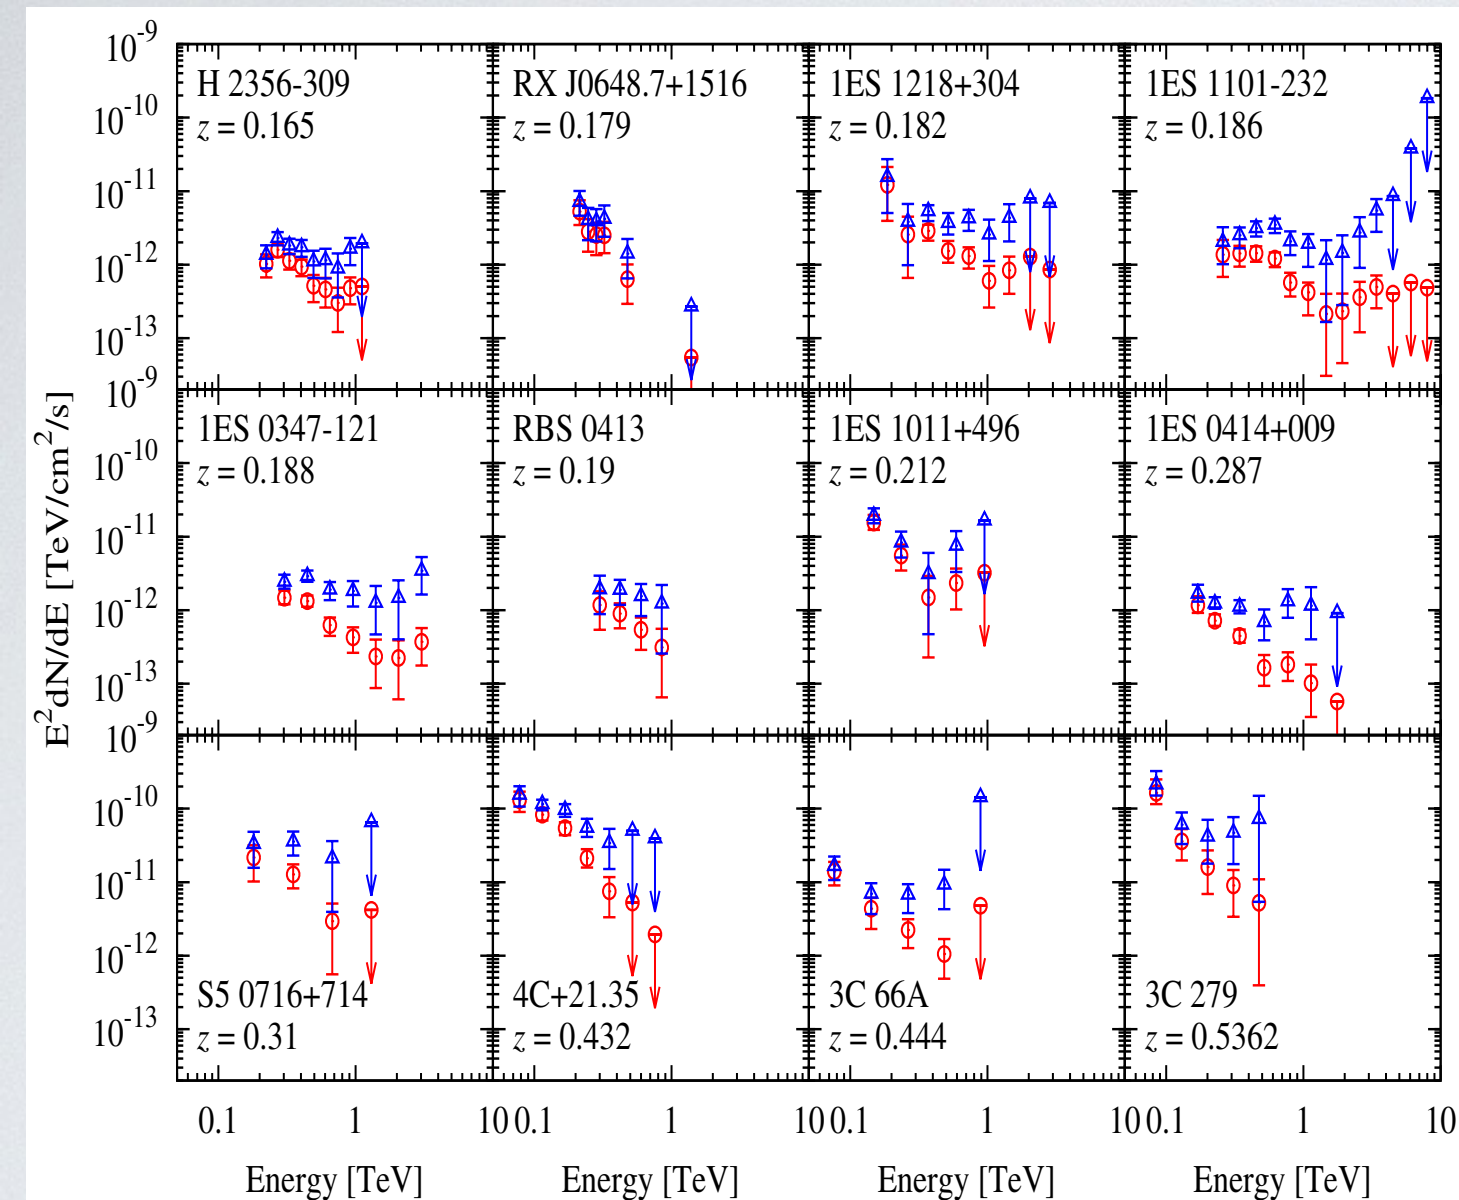 10^-9
H 2356-309 RX J0648.7+1516 1ES 1218+304 1ES 1101-232
10^-10
z = 0.165 z = 0.179 z = 0.182 z = 0.186
10^-11
10^-12
10^-13
10^-9
1ES 0347-121 RBS 0413 1ES 1011+496 1ES 0414+009
10^-10
z = 0.188 z = 0.19 z = 0.212 z = 0.287
10^-11
10^-12
10^-13
E^2dN/dE [TeV/cm^2/s]
10^-9
10^-10
10^-11
10^-12
S5 0716+714 4C+21.35 3C 66A 3C 279
10^-13
z = 0.31 z = 0.432 z = 0.444 z = 0.5362
0.1 1 10 0.1 1 10 0.1 1 10 0.1 1 10
Energy [TeV] Energy [TeV] Energy [TeV] Energy [TeV]